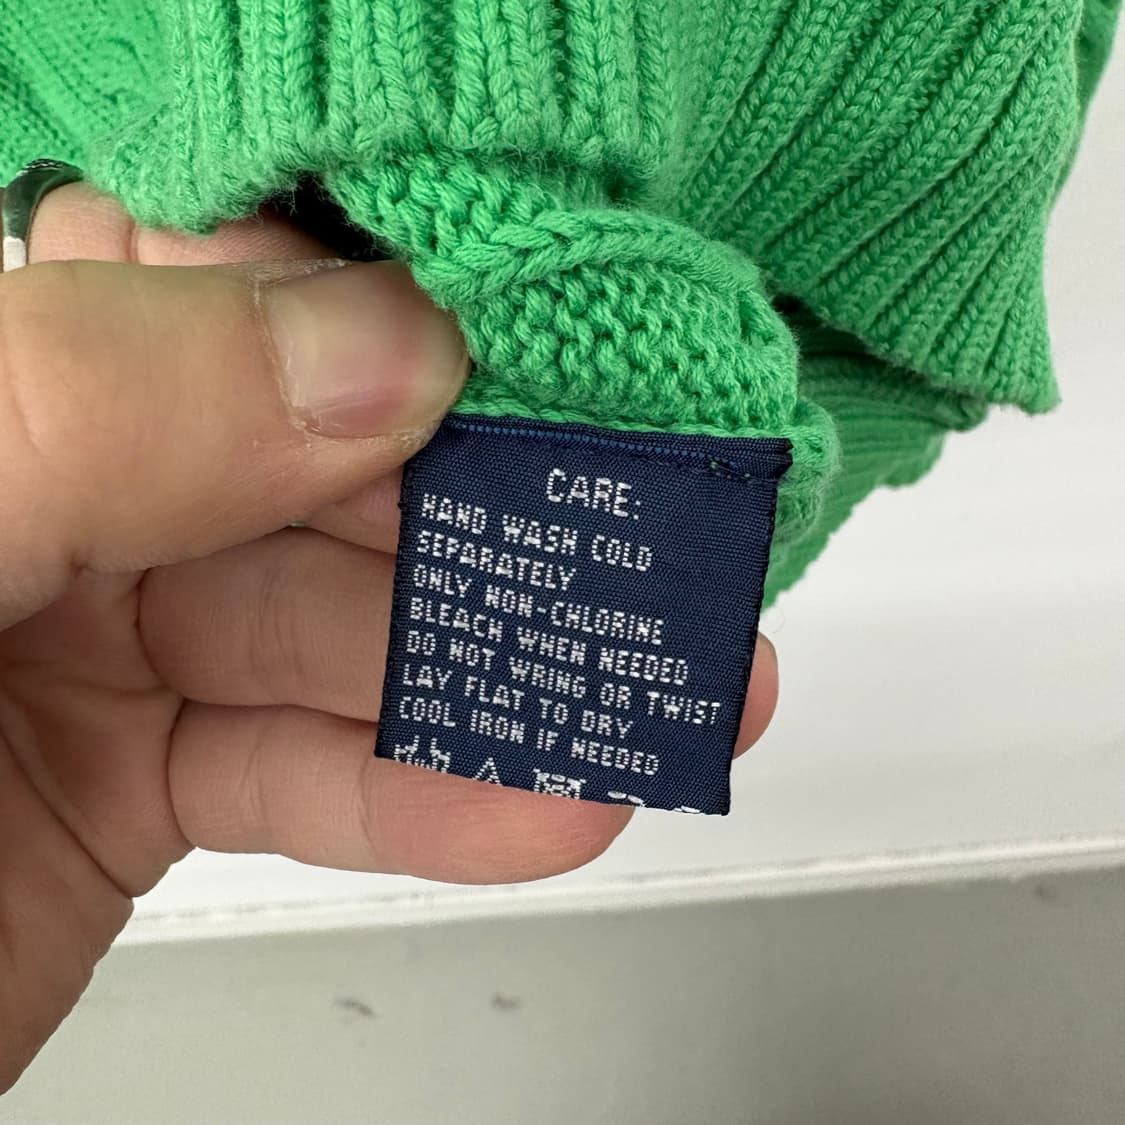 CARE:
HAND WASH COLD
SEPARATELY
ONLY NON-CHLORINE
BLEACH WHEN NEEDED
DO NOT WRING OR TWIST
LAY FLAT TO DRY
COOL IRON IF NEEDED